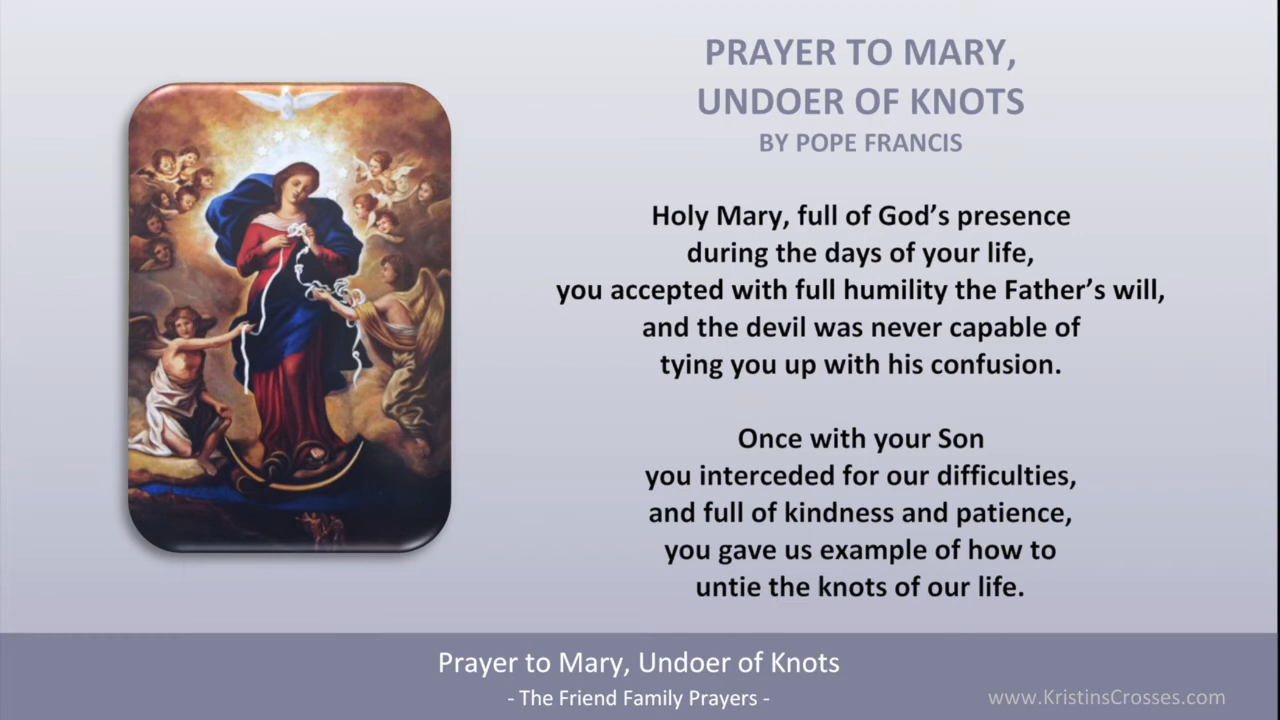 PRAYER TO MARY,
UNDOER OF KNOTS
BY POPE FRANCIS
Holy Mary, full of God’s presence
during the days of your life,
you accepted with full humility the Father’s will,
and the devil was never capable of
tying you up with his confusion.
Once with your Son
you interceded for our difficulties,
and full of kindness and patience,
you gave us example of how to
untie the knots of our life.
Prayer to Mary, Undoer of Knots
- The Friend Family Prayers -
www.KristinsCrosses.com